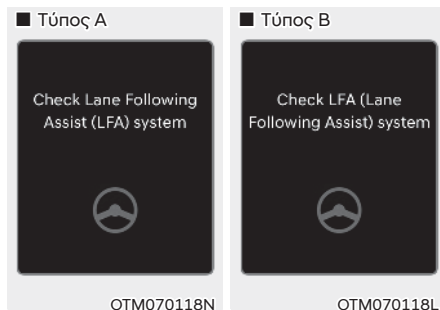 ■ Τύπος A
Check Lane Following
Assist (LFA) system
OTM070118N
■ Τύπος B
Check LFA (Lane
Following Assist) system
OTM070118L